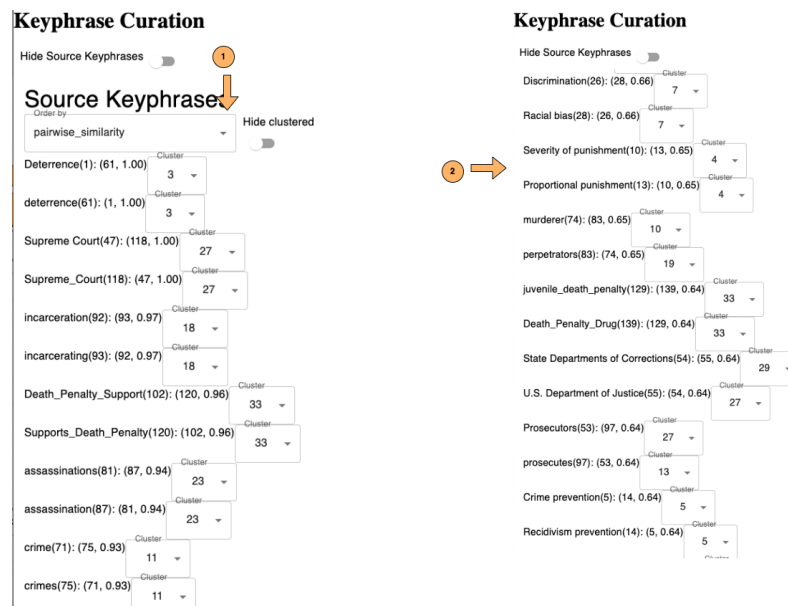 Keyphrase Curation
Hide Source Keyphrases
1
Source Keyphrases
Order by
pairwise_similarity
Hide clustered
Deterrence(1): (61, 1.00)
Cluster
3
deterrence(61): (1, 1.00)
Cluster
3
Supreme Court(47): (118, 1.00)
Cluster
27
Supreme_Court(118): (47, 1.00)
Cluster
27
incarceration(92): (93, 0.97)
Cluster
18
incarcerating(93): (92, 0.97)
Cluster
18
Death_Penalty_Support(102): (120, 0.96)
Cluster
33
Supports_Death_Penalty(120): (102, 0.96)
Cluster
33
assassinations(81): (87, 0.94)
Cluster
23
assassination(87): (81, 0.94)
Cluster
23
crime(71): (75, 0.93)
Cluster
11
crimes(75): (71, 0.93)
Cluster
11
Keyphrase Curation
Hide Source Keyphrases
2
Discrimination(26): (28, 0.66)
Cluster
7
Racial bias(28): (26, 0.66)
Cluster
7
Severity of punishment(10): (13, 0.65)
Cluster
4
Proportional punishment(13): (10, 0.65)
Cluster
4
murderer(74): (83, 0.65)
Cluster
10
perpetrators(83): (74, 0.65)
Cluster
19
juvenile_death_penalty(129): (139, 0.64)
Cluster
33
Death_Penalty_Drug(139): (129, 0.64)
Cluster
33
State Departments of Corrections(54): (55, 0.64)
Cluster
29
U.S. Department of Justice(55): (54, 0.64)
Cluster
27
Prosecutors(53): (97, 0.64)
Cluster
27
prosecutes(97): (53, 0.64)
Cluster
13
Crime prevention(5): (14, 0.64)
Cluster
5
Recidivism prevention(14): (5, 0.64)
Cluster
5